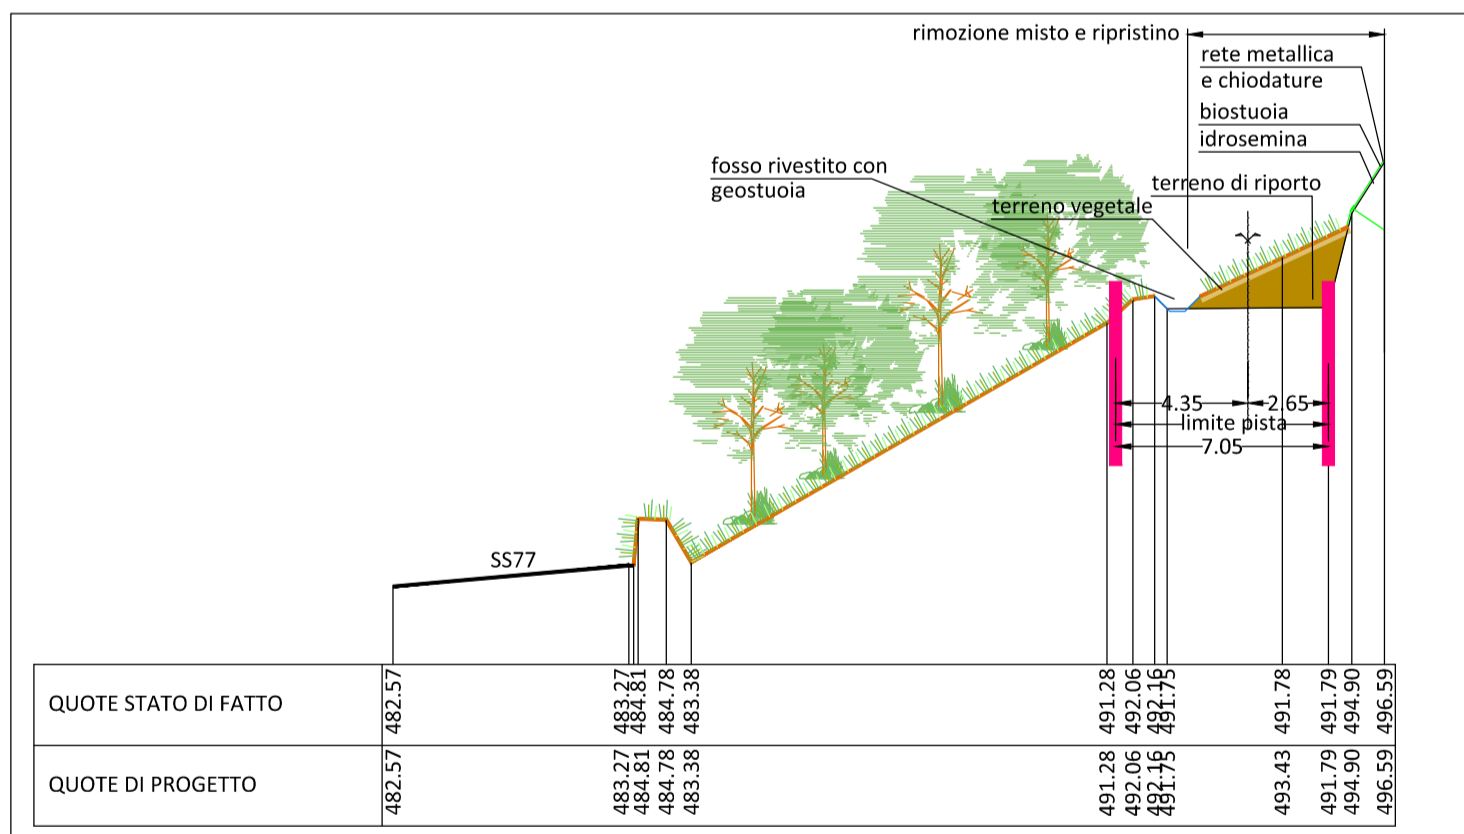 rimozione misto e ripristino
rete metallica
e chiodature
biostuoia
idrosemina
fosso rivestito con
geostuoia
terreno di riporto
terreno vegetale
4.35
2.65
limite pista
7.05
SS77
QUOTE STATO DI FATTO
482.57
483.27
484.81
484.78
483.38
491.28
492.06
492.16
491.75
491.78
491.79
494.90
496.59
QUOTE DI PROGETTO
482.57
483.27
484.81
484.78
483.38
491.28
492.06
492.16
491.75
493.43
491.79
494.90
496.59